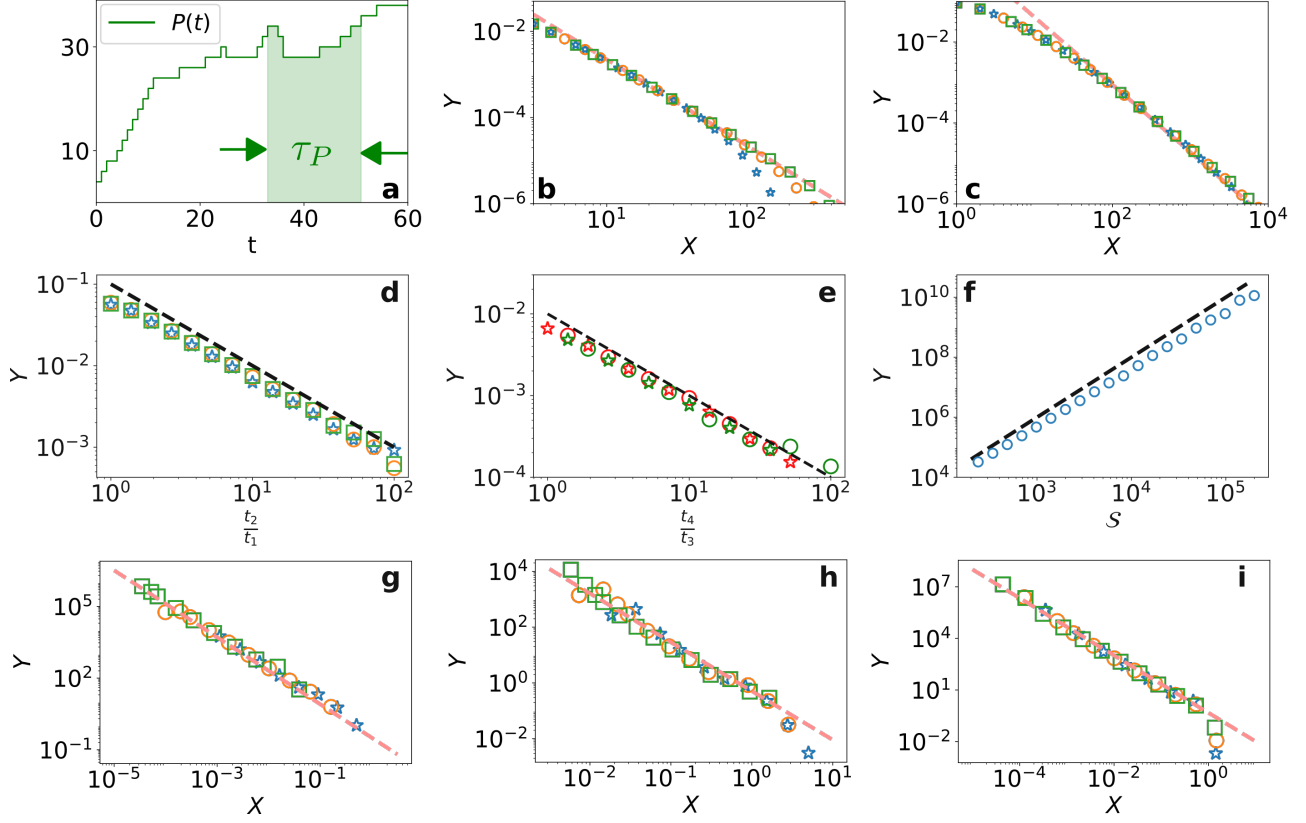 P(t)
30
10
τ_P
a
0 20 40 60
t
Y
10^-2
10^-4
10^-6
b
10^1 10^2
X
Y
10^-2
10^-4
10^-6
c
10^0 10^2 10^4
X
Y
10^-1
10^-2
10^-3
d
10^0 10^1 10^2
t_2/t_1
Y
10^-2
10^-3
10^-4
e
10^0 10^1 10^2
t_4/t_3
Y
10^10
10^8
10^6
10^4
f
10^3 10^4 10^5
S
Y
10^5
10^2
10^-1
g
10^-5 10^-3 10^-1
X
Y
10^4
10^2
10^0
10^-2
h
10^-2 10^-1 10^0 10^1
X
Y
10^7
10^4
10^1
10^-2
i
10^-4 10^-2 10^0
X